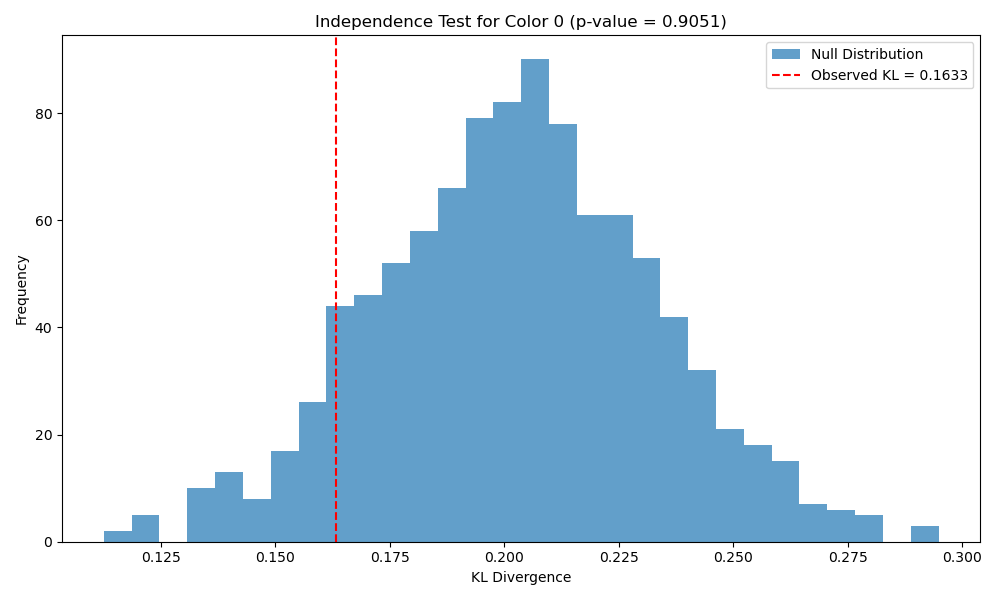 Independence Test for Color 0 (p-value = 0.9051)
Null Distribution
Observed KL = 0.1633
Frequency
80
60
40
20
0
0.125 0.150 0.175 0.200 0.225 0.250 0.275 0.300
KL Divergence